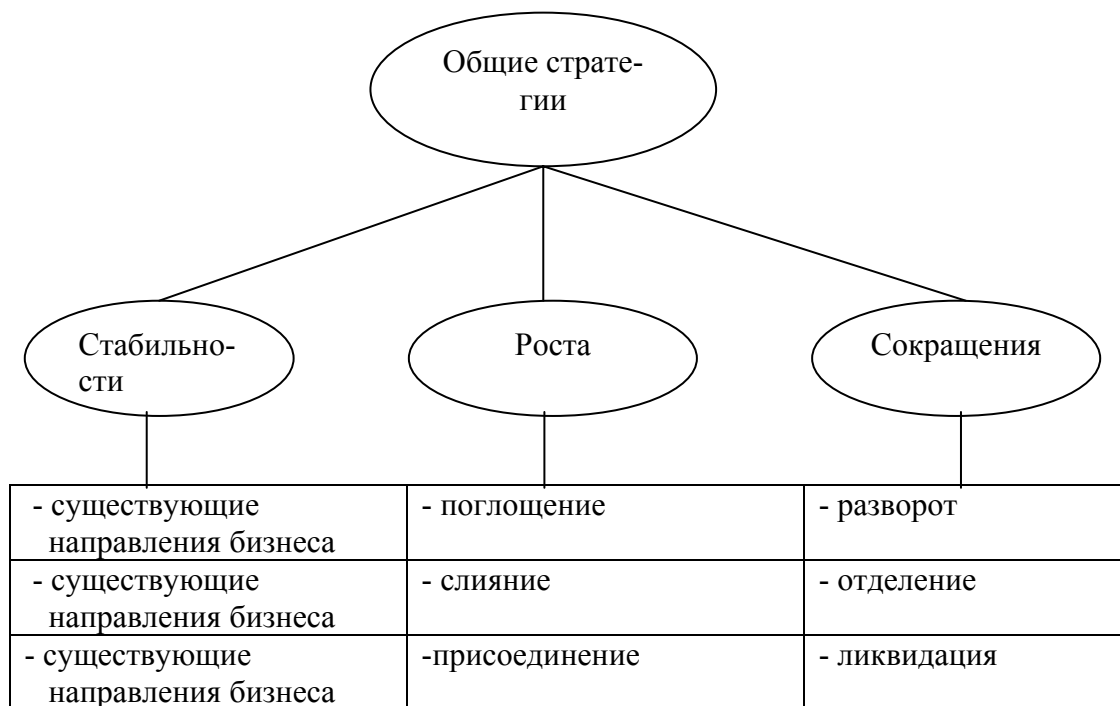 Общие страте-
гии
Стабильно-
сти
Роста
Сокращения
- существующие
направления бизнеса
- поглощение
- разворот
- существующие
направления бизнеса
- слияние
- отделение
- существующие
направления бизнеса
-присоединение
- ликвидация